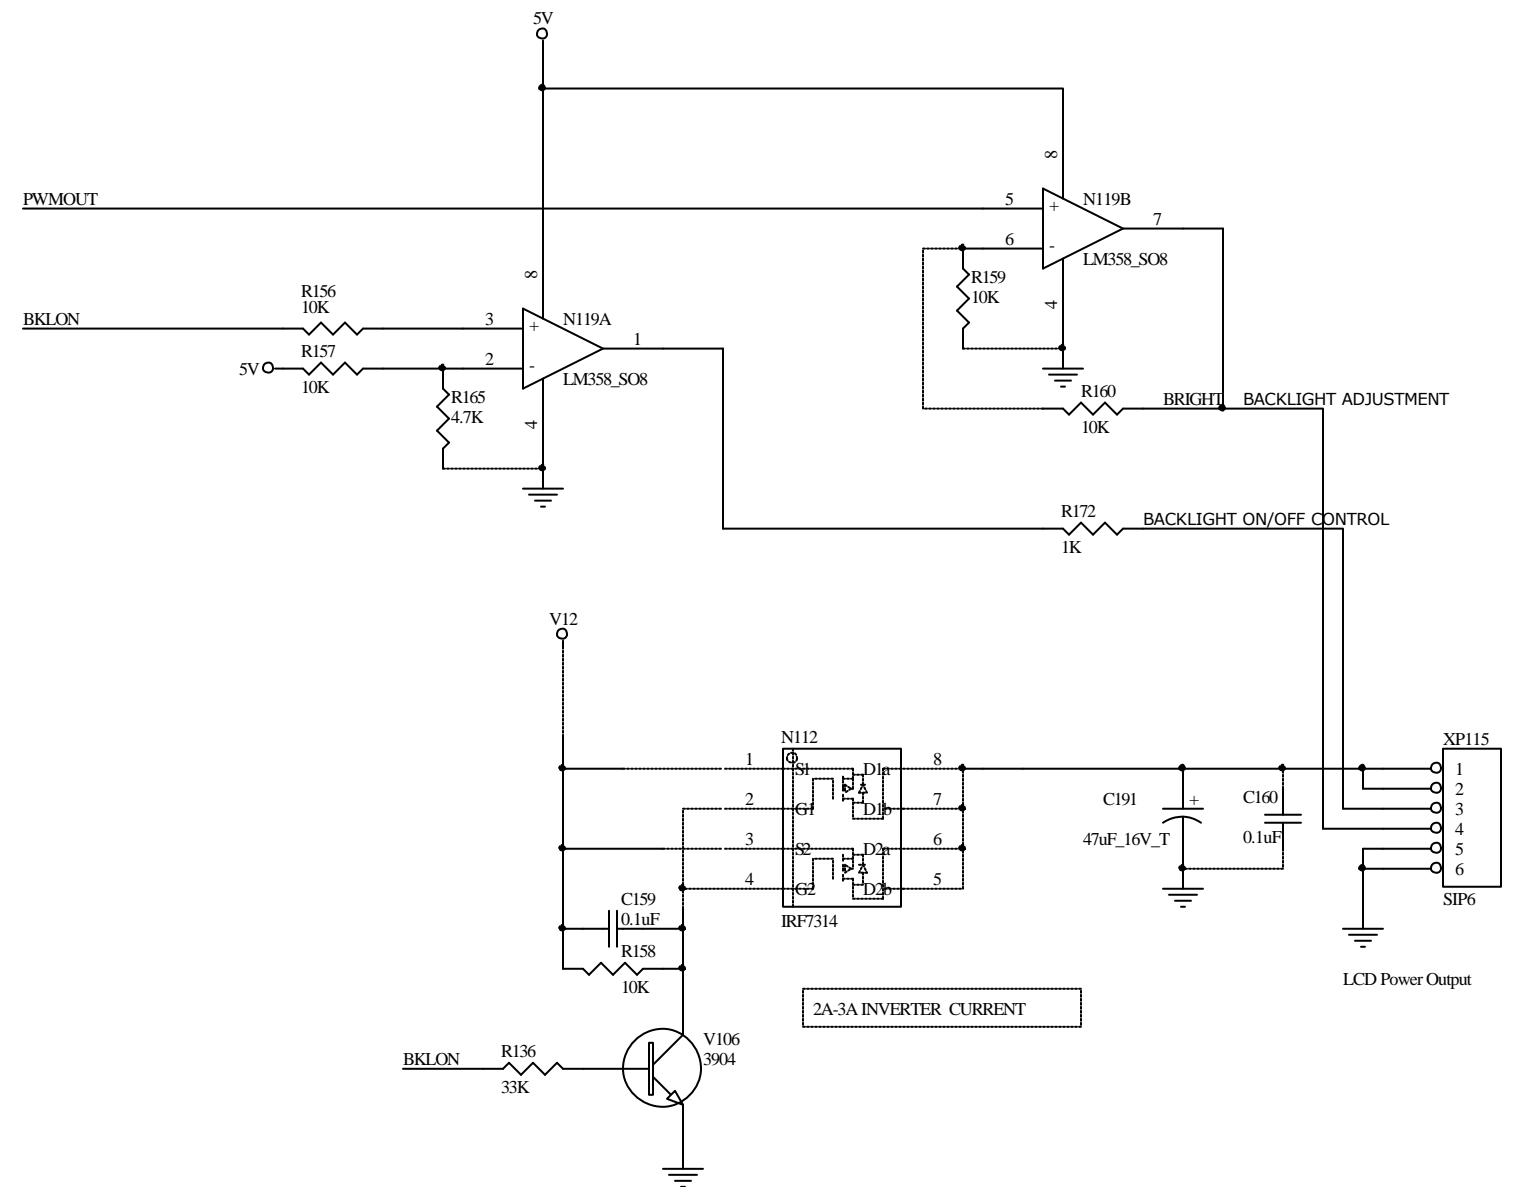 5V
8
PWMOUT
5
+
N119B
7
6
-
LM358_SO8
R159
10K
4
8
R156
10K
BKLON
3
+
N119A
1
R157
5V
2
-
10K
LM358_SO8
R165
4.7K
4
R160
BRIGHT
BACKLIGHT ADJUSTMENT
10K
R172
BACKLIGHT ON/OFF CONTROL
1K
V12
N112
1
S1
D1a
8
2
G1
D1b
7
3
S2
D2a
6
4
G2
D2b
5
IRF7314
C191
+
47uF_16V_T
C160
0.1uF
XP115
1
2
3
4
5
6
SIP6
C159
0.1uF
R158
10K
LCD Power Output
2A-3A INVERTER CURRENT
BKLON
R136
33K
V106
3904